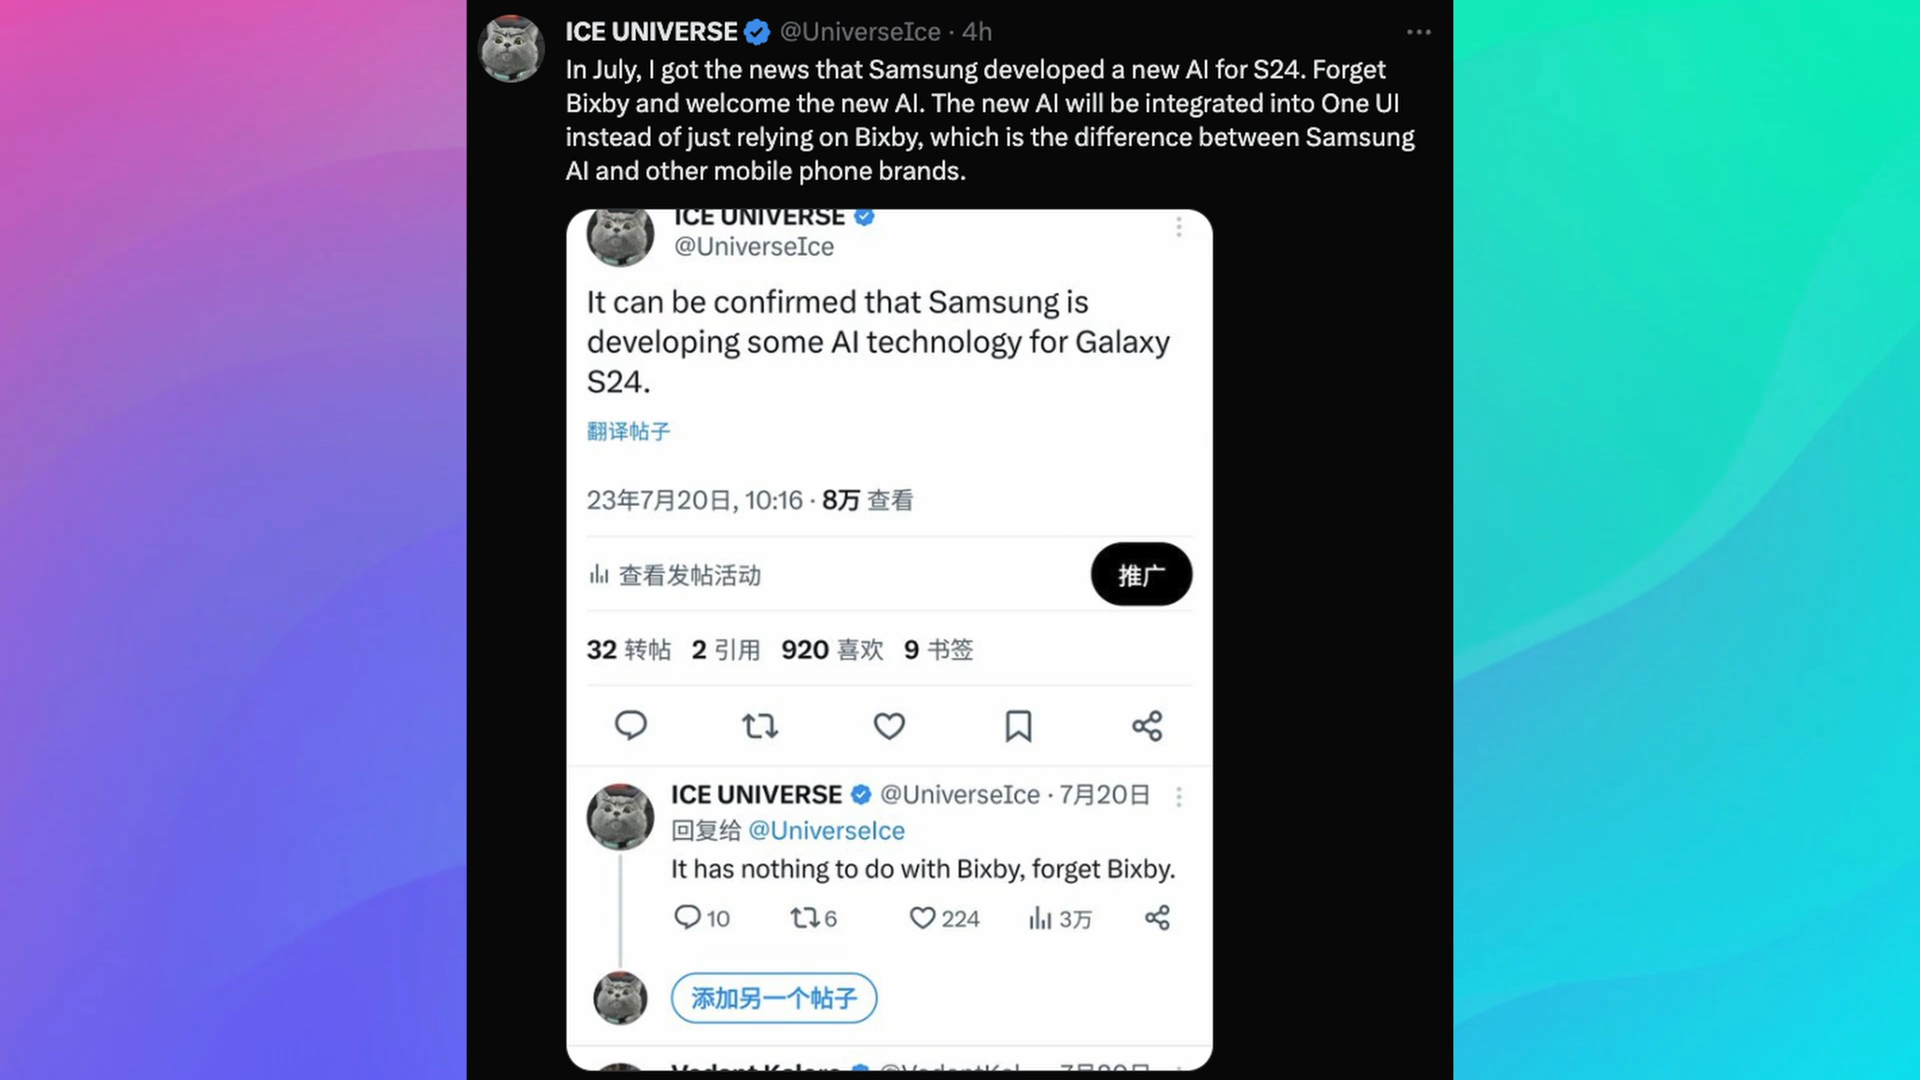 ICE UNIVERSE @UniverseIce · 4h
In July, I got the news that Samsung developed a new AI for S24. Forget
Bixby and welcome the new AI. The new AI will be integrated into One UI
instead of just relying on Bixby, which is the difference between Samsung
AI and other mobile phone brands.
ICE UNIVERSE
@UniverseIce
It can be confirmed that Samsung is
developing some AI technology for Galaxy
S24.
翻译帖子
23年7月20日, 10:16 · 8万 查看
查看发帖活动
推广
32 转帖 2 引用 920 喜欢 9 书签
ICE UNIVERSE @UniverseIce · 7月20日
回复给 @UniverseIce
It has nothing to do with Bixby, forget Bixby.
10 6 224 3万
添加另一个帖子
7月20日